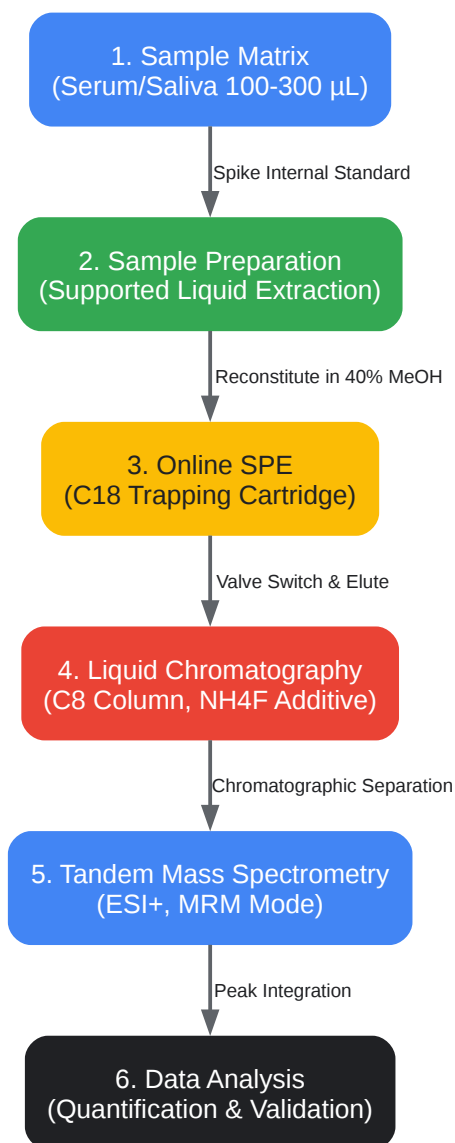 1. Sample Matrix
(Serum/Saliva 100-300 µL)
Spike Internal Standard
2. Sample Preparation
(Supported Liquid Extraction)
Reconstitute in 40% MeOH
3. Online SPE
(C18 Trapping Cartridge)
Valve Switch & Elute
4. Liquid Chromatography
(C8 Column, NH4F Additive)
Chromatographic Separation
5. Tandem Mass Spectrometry
(ESI+, MRM Mode)
Peak Integration
6. Data Analysis
(Quantification & Validation)